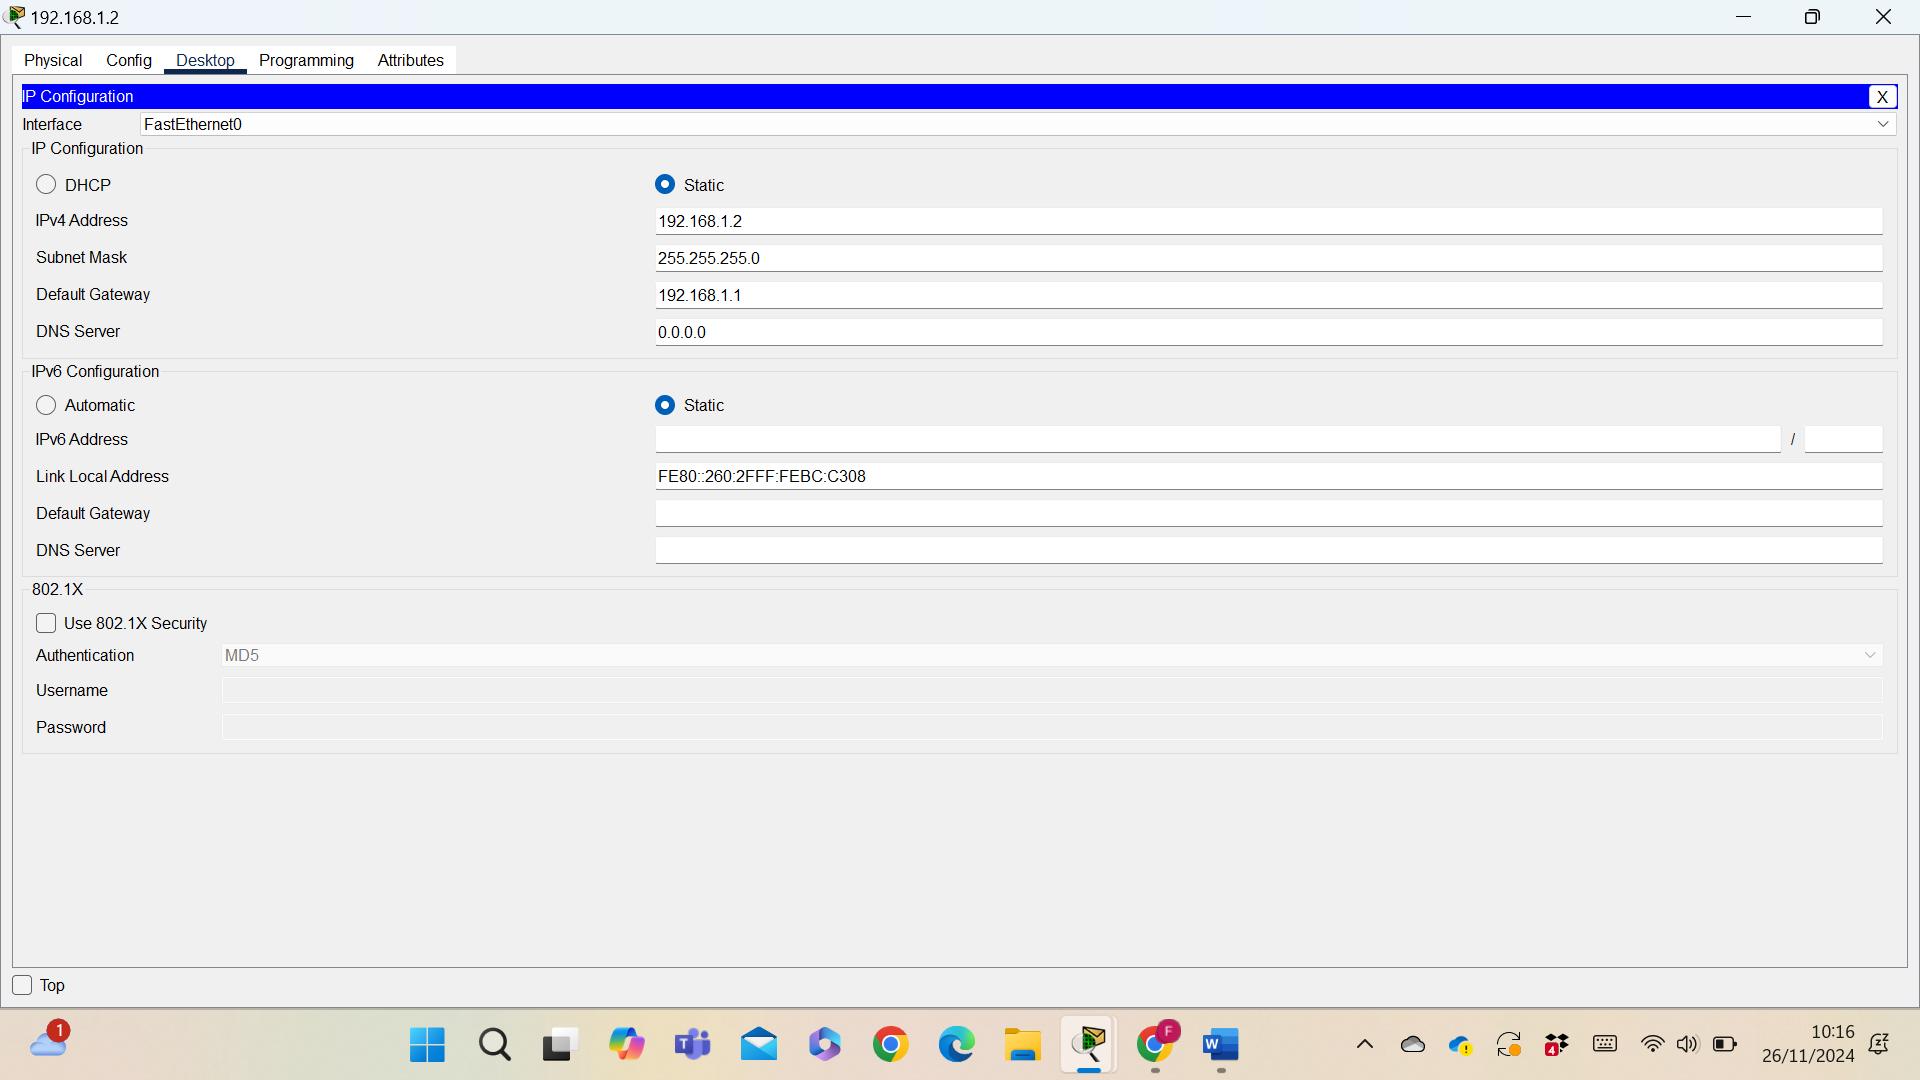 192.168.1.2
Physical Config Desktop Programming Attributes
IP Configuration X
Interface FastEthernet0
IP Configuration
DHCP Static
IPv4 Address 192.168.1.2
Subnet Mask 255.255.255.0
Default Gateway 192.168.1.1
DNS Server 0.0.0.0
IPv6 Configuration
Automatic Static
IPv6 Address /
Link Local Address FE80::260:2FFF:FEBC:C308
Default Gateway
DNS Server
802.1X
Use 802.1X Security
Authentication MD5
Username
Password
Top
1 T F W 4 10:16
26/11/2024